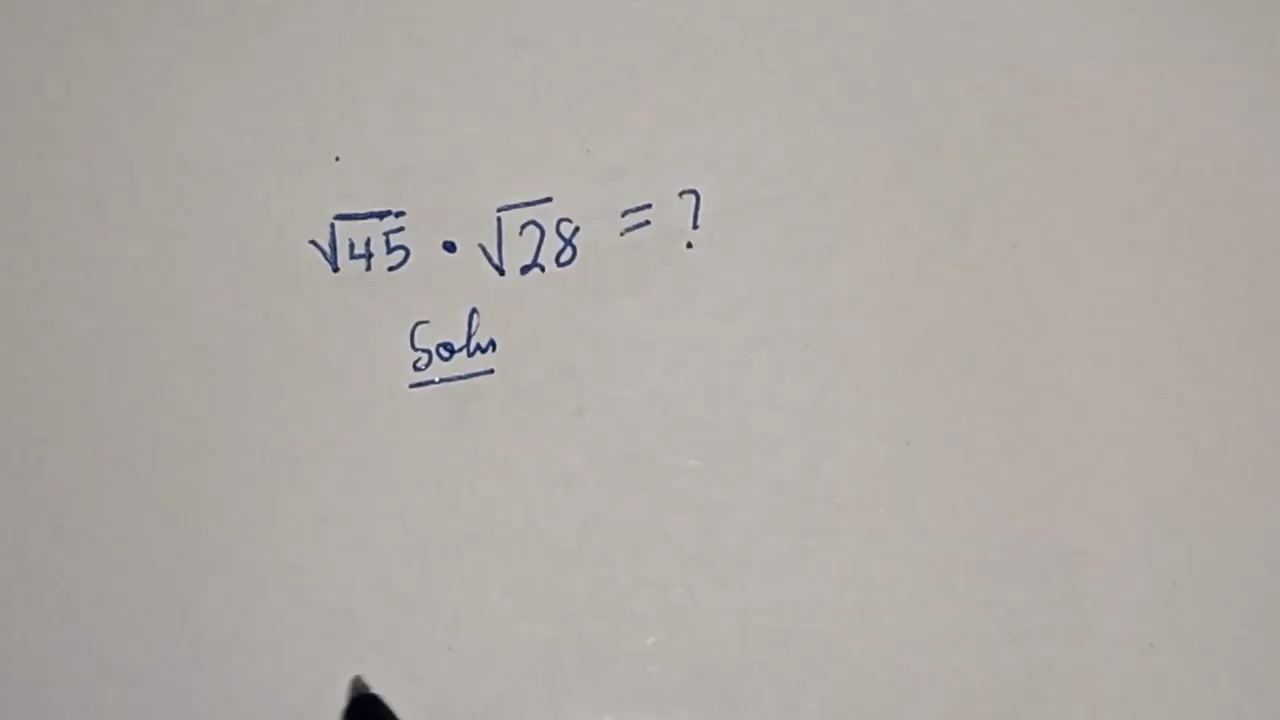 √45 · √28 = ?
Soln